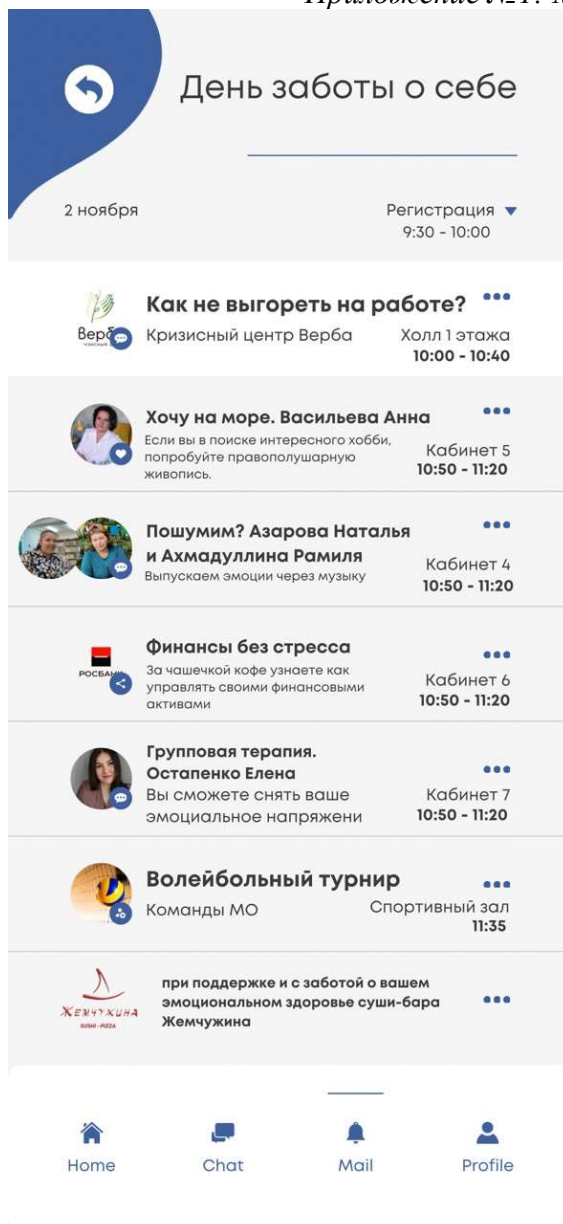 День заботы о себе
2 ноября
Регистрация
9:30 - 10:00
Как не выгореть на работе?
Кризисный центр Верба
Холл 1 этажа
10:00 - 10:40
Хочу на море. Васильева Анна
Если вы в поиске интересного хобби,
попробуйте правополушарную
живопись.
Кабинет 5
10:50 - 11:20
Пошумим? Азарова Наталья
и Ахмадуллина Рамиля
Выпускаем эмоции через музыку
Кабинет 4
10:50 - 11:20
РОСБАНК
Финансы без стресса
За чашечкой кофе узнаете как
управлять своими финансовыми
активами
Кабинет 6
10:50 - 11:20
Групповая терапия.
Остапенко Елена
Вы сможете снять ваше
эмоциальное напряжени
Кабинет 7
10:50 - 11:20
Волейбольный турнир
Команды МО
Спортивный зал
11:35
ЖЕМЧУЖИНА
SUSHI - PIZZA
при поддержке и с заботой о вашем
эмоциональном здоровье суши-бара
Жемчужина
Home
Chat
Mail
Profile